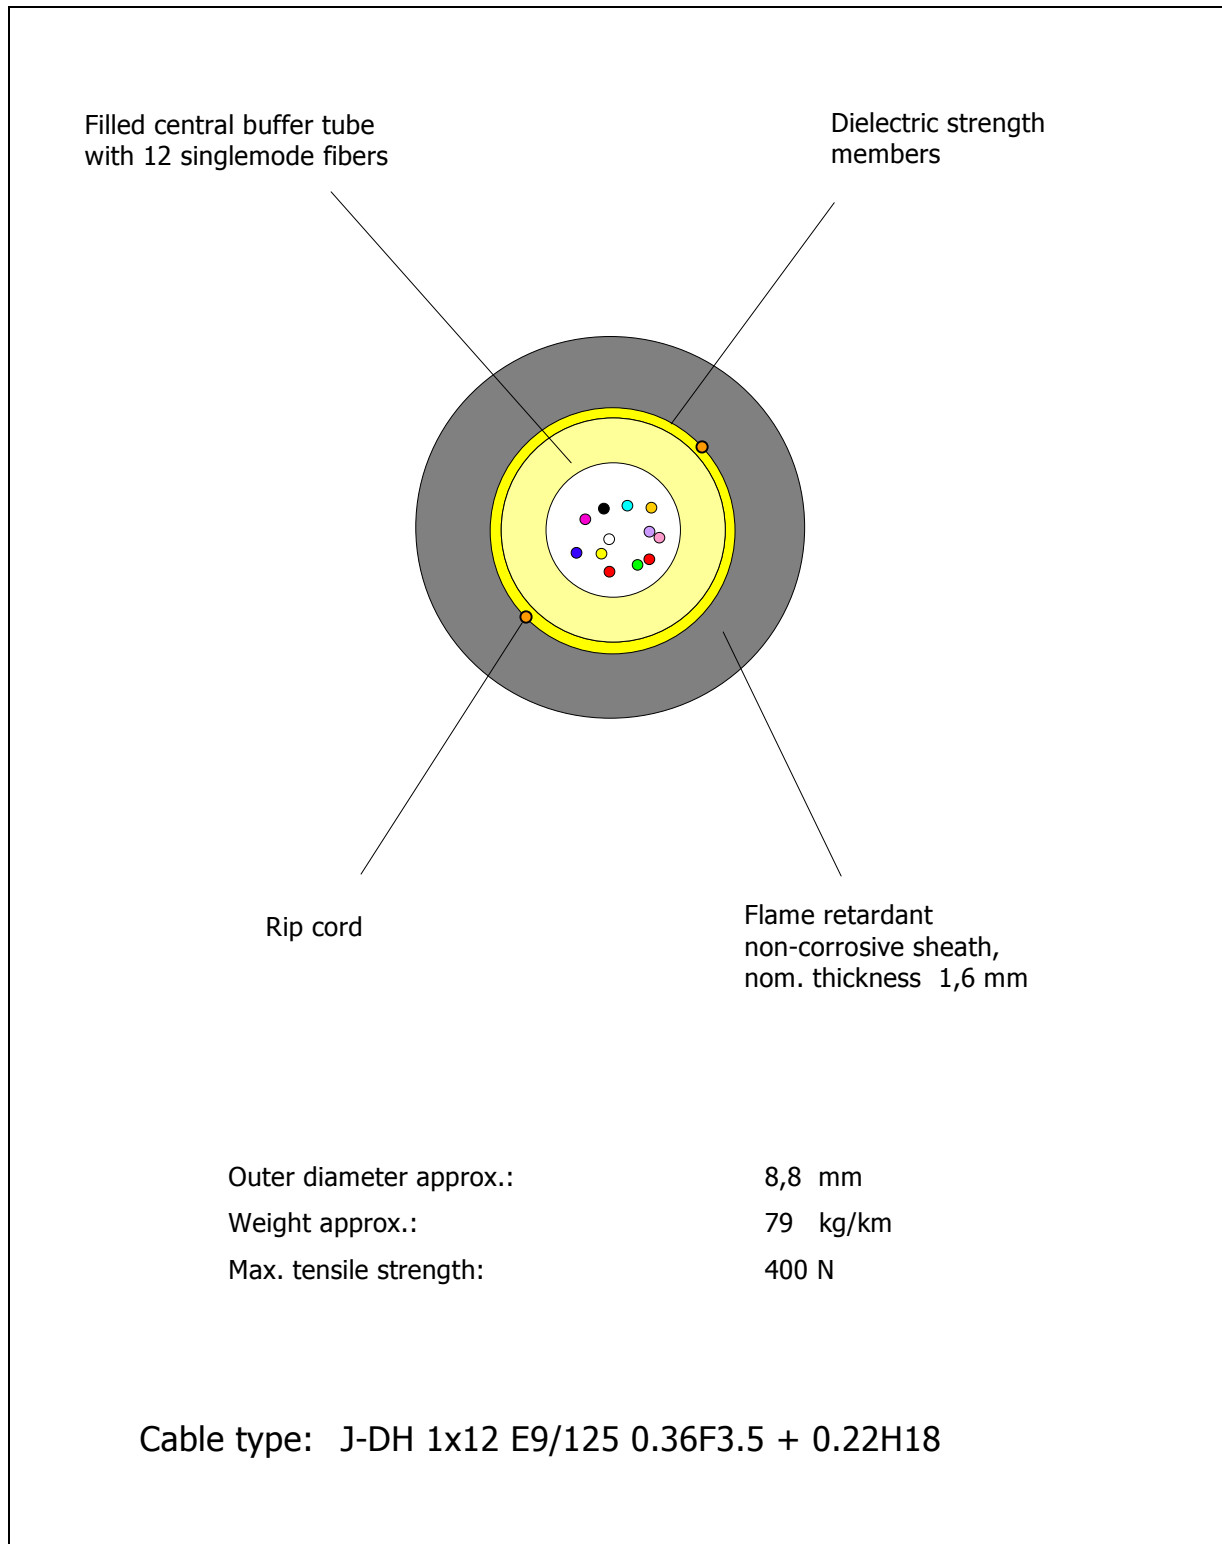 Filled central buffer tube
with 12 singlemode fibers
Dielectric strength
members
Rip cord
Flame retardant
non-corrosive sheath,
nom. thickness  1,6 mm
Outer diameter approx.: 8,8  mm
Weight approx.: 79  kg/km
Max. tensile strength: 400 N
Cable type:  J-DH 1x12 E9/125 0.36F3.5 + 0.22H18